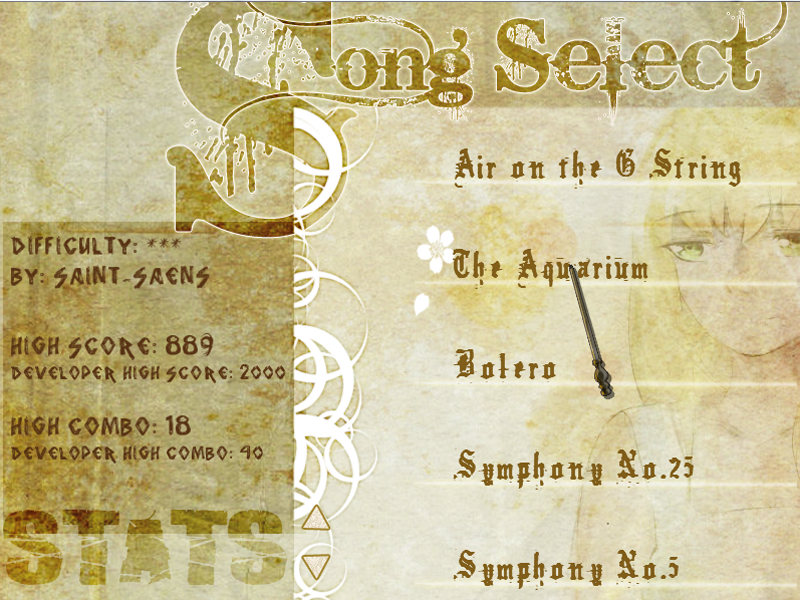 Song Select
Air on the G String
The Aquarium
Bolero
Symphony No.25
Symphony No.5
DIFFICULTY: ***
BY: SAINT-SAENS
HIGH SCORE: 889
DEVELOPER HIGH SCORE: 2000
HIGH COMBO: 18
DEVELOPER HIGH COMBO: 40
STATS